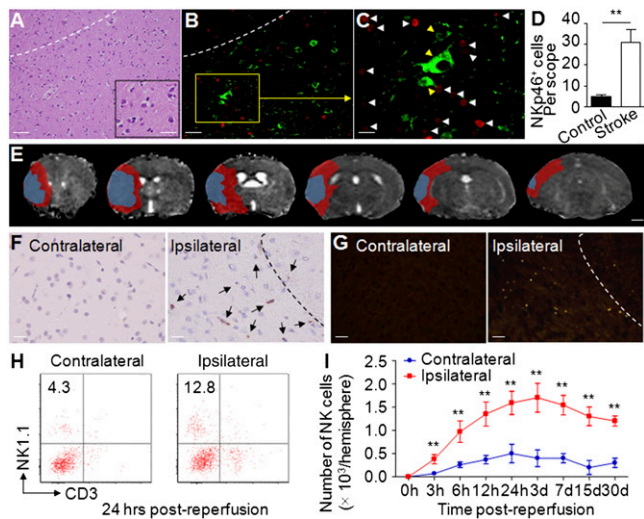 A
B
C
D
**
NKp46⁺ cells
Per scope
40
30
20
10
0
Control
Stroke
E
F
Contralateral
Ipsilateral
G
Contralateral
Ipsilateral
H
Contralateral
Ipsilateral
4.3
12.8
NK1.1
CD3
24 hrs post-reperfusion
I
Contralateral
Ipsilateral
Number of NK cells
(× 10³/hemisphere)
2.5
2.0
1.5
1.0
0.5
0.0
** ** ** ** ** ** ** **
0h 3h 6h 12h 24h 3d 7d 15d 30d
Time post-reperfusion